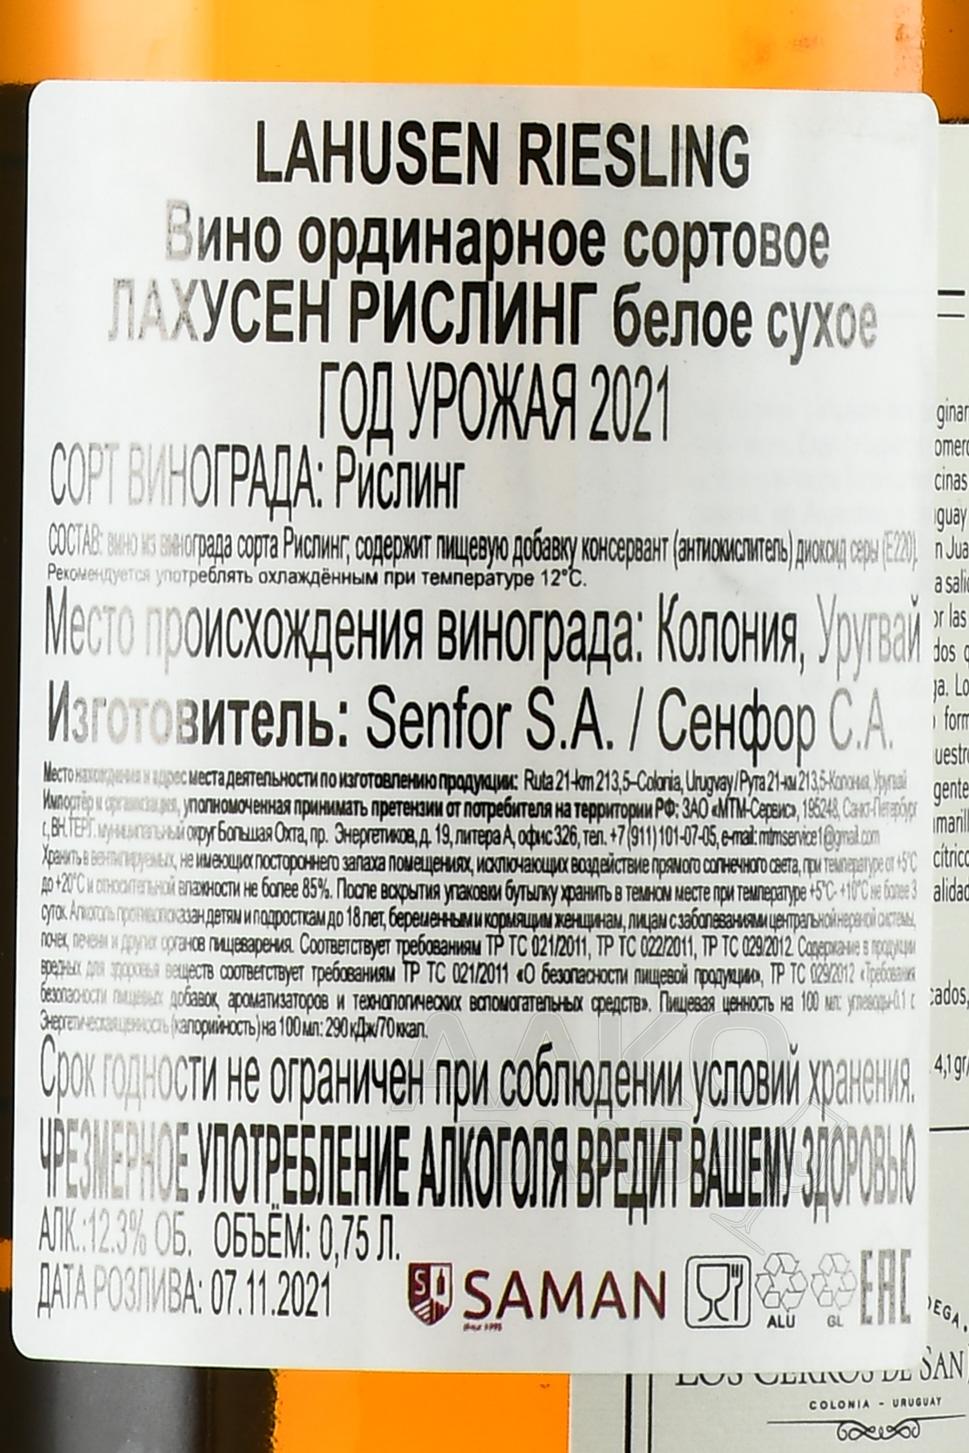 LAHUSEN RIESLING
Вино ординарное сортовое
ЛАХУСЕН РИСЛИНГ белое сухое
ГОД УРОЖАЯ 2021
СОРТ ВИНОГРАДА: Рислинг
СОСТАВ: вино из винограда сорта Рислинг; содержит пищевую добавку консервант (антиокислитель) диоксид серы (Е220).
Рекомендуется употреблять охлаждённым при температуре 12°С.
Место происхождения винограда: Колония, Уругвай
Изготовитель: Senfor S.A. / Сенфор С.А.
Место нахождения и адрес места деятельности по изготовлению продукции: Ruta 21-km 213,5–Colonia, Urugvay / Рута 21-км 213,5-Колония, Уругвай
Импортёр и организация, уполномоченная принимать претензии от потребителя на территории РФ: ЗАО «МТМ-Сервис», 195248, Санкт-Петербург
г., ВН.ТЕР.Г. муниципальный округ Большая Охта, пр. Энергетиков, д. 19, литера А, офис 326, тел. +7 (911) 101-07-05, e-mail: mtmservice1@gmail.com
Хранить в вентилируемых, не имеющих постороннего запаха помещениях, исключающих воздействие прямого солнечного света, при температуре от +5°С
до +20°С и относительной влажности не более 85%. После вскрытия упаковки бутылку хранить в темном месте при температуре +5°С- +10°С не более 3
суток. Алкоголь противопоказан детям и подросткам до 18 лет, беременным и кормящим женщинам, лицам с заболеваниями центральной нервной системы,
почек, печени и других органов пищеварения. Соответствует требованиям ТР ТС 021/2011, ТР ТС 022/2011, ТР ТС 029/2012. Содержание в продукции
вредных для здоровья веществ соответствует требованиям ТР ТС 021/2011 «О безопасности пищевой продукции», ТР ТС 029/2012 «Требования
безопасности пищевых добавок, ароматизаторов и технологических вспомогательных средств». Пищевая ценность на 100 мл: углеводы-0.1 г.
Энергетическая ценность (калорийность) на 100 мл: 290 кДж/70 ккал.
Срок годности не ограничен при соблюдении условий хранения.
ЧРЕЗМЕРНОЕ УПОТРЕБЛЕНИЕ АЛКОГОЛЯ ВРЕДИТ ВАШЕМУ ЗДОРОВЬЮ
АЛК.:12.3% ОБ. ОБЪЁМ: 0,75 Л.
ДАТА РОЗЛИВА: 07.11.2021
SAMAN
since 1995
ALU
GL
EAC
LOS CERROS DE SAN
COLONIA - URUGUAY